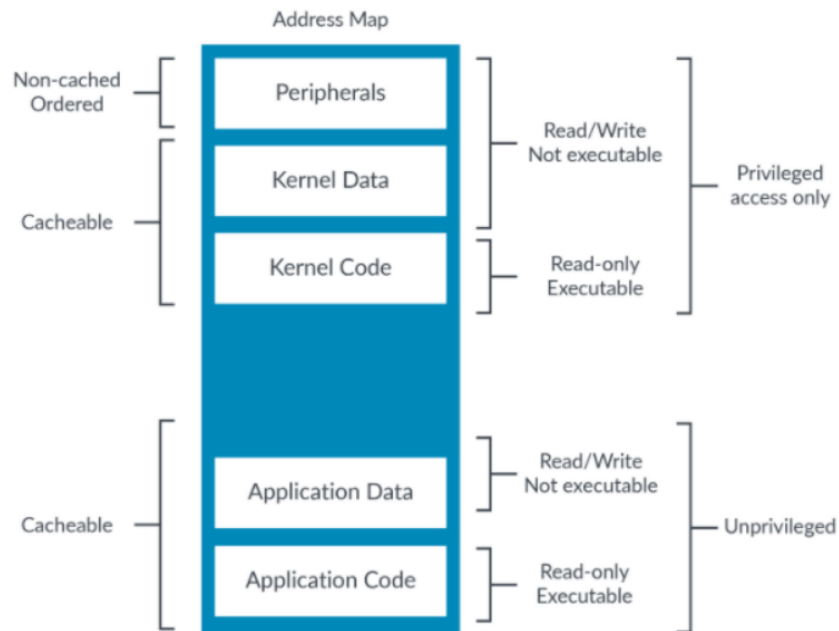 Address Map
Non-cached
Ordered
Peripherals
Read/Write
Not executable
Kernel Data
Privileged
access only
Cacheable
Kernel Code
Read-only
Executable
Application Data
Read/Write
Not executable
Cacheable
Unprivileged
Application Code
Read-only
Executable